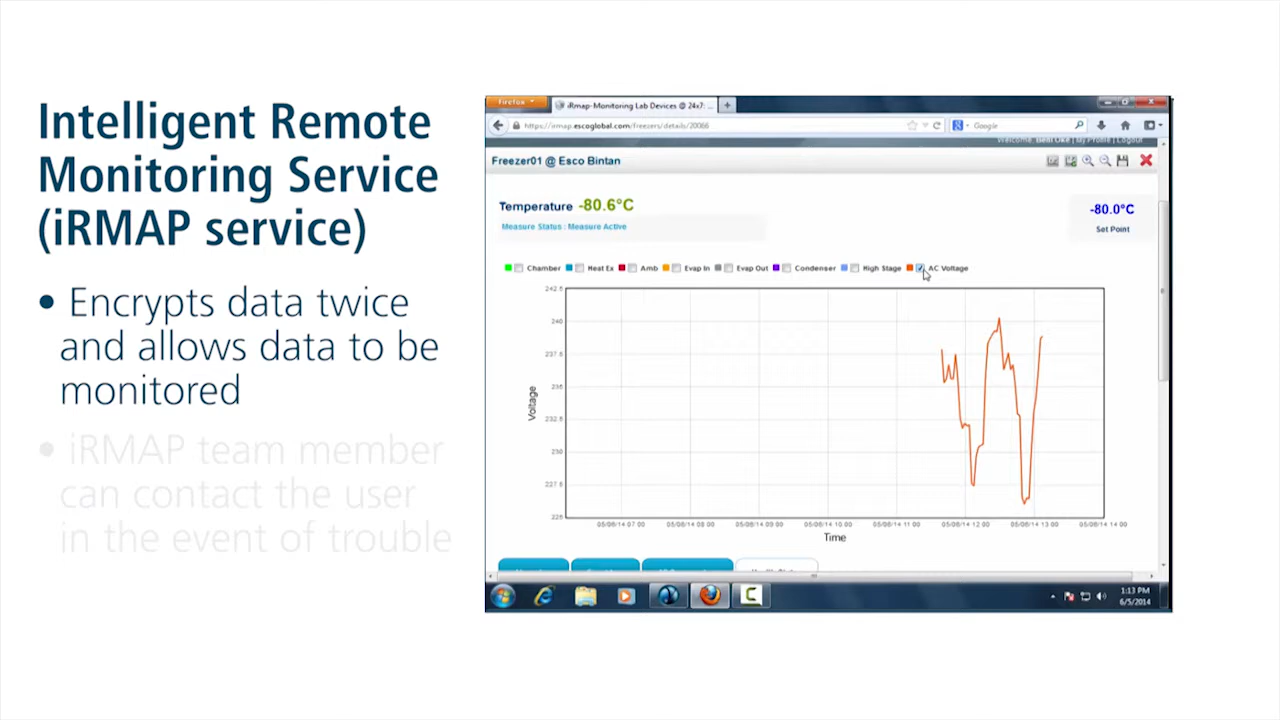 Intelligent Remote
Monitoring Service
(iRMAP service)
• Encrypts data twice
and allows data to be
monitored
• iRMAP team member
can contact the user
in the event of trouble
Firefox
iRmap- Monitoring Lab Devices @ 24x7: ...
https://irmap.escoglobal.com/freezers/details/20066
Google
Freezer01 @ Esco Bintan
Temperature -80.6°C
Measure Status : Measure Active
-80.0°C
Set Point
Chamber Heat Ex Amb Evap In Evap Out Condenser High Stage AC Voltage
242.5
240
237.5
235
232.5
230
227.5
225
Voltage
05/06/14 07:00 05/06/14 08:00 05/06/14 09:00 05/06/14 10:00 05/06/14 11:00 05/06/14 12:00 05/06/14 13:00 05/06/14 14:00
Time
1:13 PM
6/5/2014